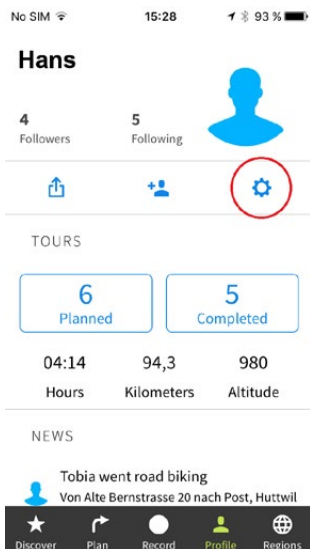 No SIM 15:28 93 %
Hans
4 5
Followers Following
TOURS
6 5
Planned Completed
04:14 94,3 980
Hours Kilometers Altitude
NEWS
Tobia went road biking
Von Alte Bernstrasse 20 nach Post, Huttwil
Discover Plan Record Profile Regions